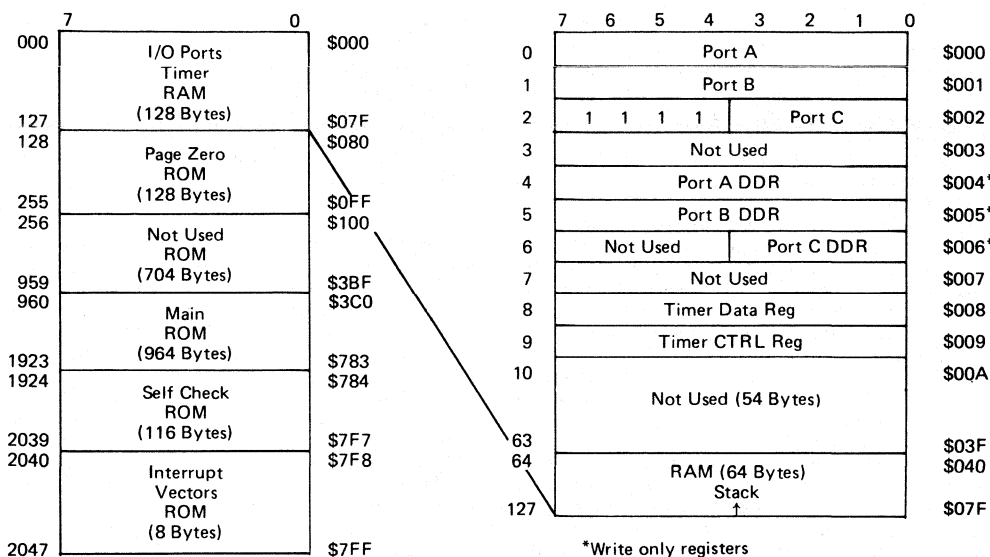 7 0
000 $000
I/O Ports
Timer
RAM
(128 Bytes)
127 $07F
128 $080
Page Zero
ROM
(128 Bytes)
255 $0FF
256 $100
Not Used
ROM
(704 Bytes)
959 $3BF
960 $3C0
Main
ROM
(964 Bytes)
1923 $783
1924 $784
Self Check
ROM
(116 Bytes)
2039 $7F7
2040 $7F8
Interrupt
Vectors
ROM
(8 Bytes)
2047 $7FF
7 6 5 4 3 2 1 0
0 Port A $000
1 Port B $001
2 1 1 1 1 Port C $002
3 Not Used $003
4 Port A DDR $004*
5 Port B DDR $005*
6 Not Used Port C DDR $006*
7 Not Used $007
8 Timer Data Reg $008
9 Timer CTRL Reg $009
10 $00A
Not Used (54 Bytes)
63 $03F
64 $040
RAM (64 Bytes)
Stack
↑
127 $07F
*Write only registers